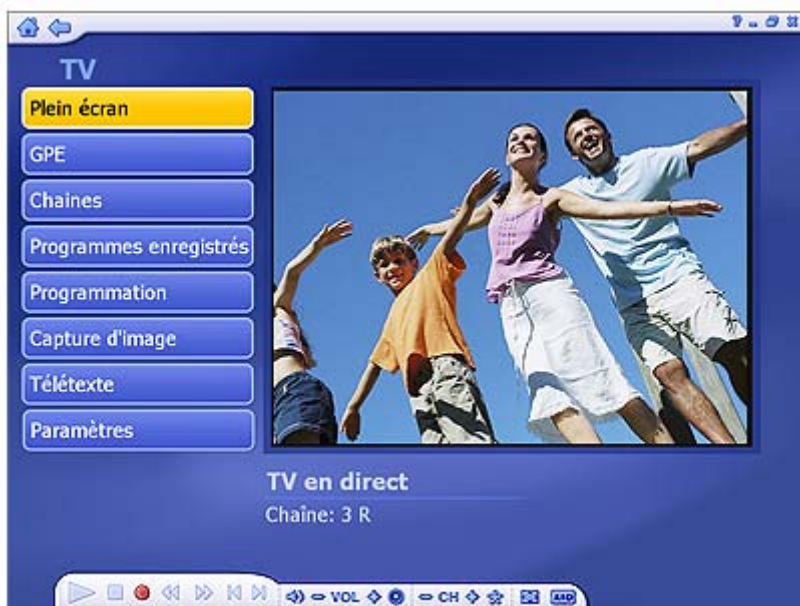 TV
Plein écran
GPE
Chaines
Programmes enregistrés
Programmation
Capture d'image
Télétexte
Paramètres
TV en direct
Chaîne: 3 R
VOL CH